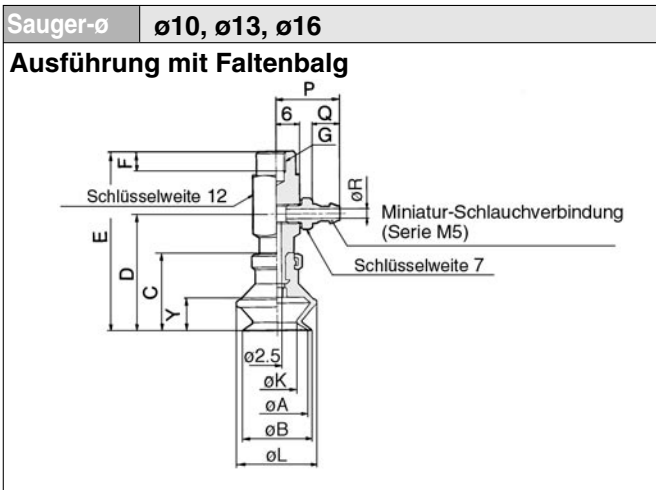 Sauger-ø ø10, ø13, ø16
Ausführung mit Faltenbalg
P
6 Q
G
F
øR
Schlüsselweite 12
Miniatur-Schlauchverbindung
(Serie M5)
E
D
Schlüsselweite 7
C
Y
ø2.5
øK
øA
øB
øL